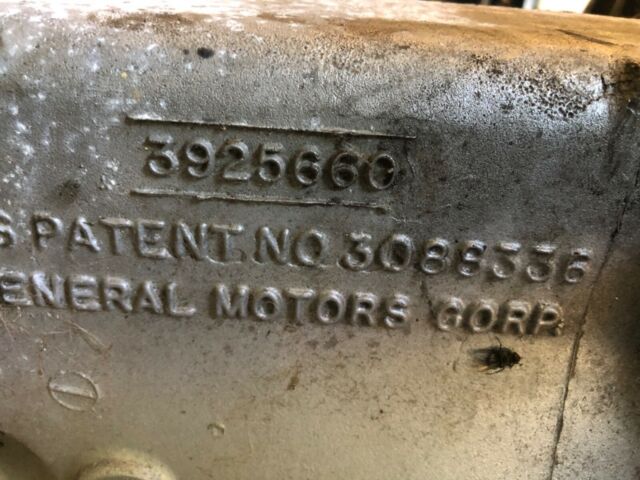 3925660
S PATENT NO 3088336
ENERAL MOTORS CORP